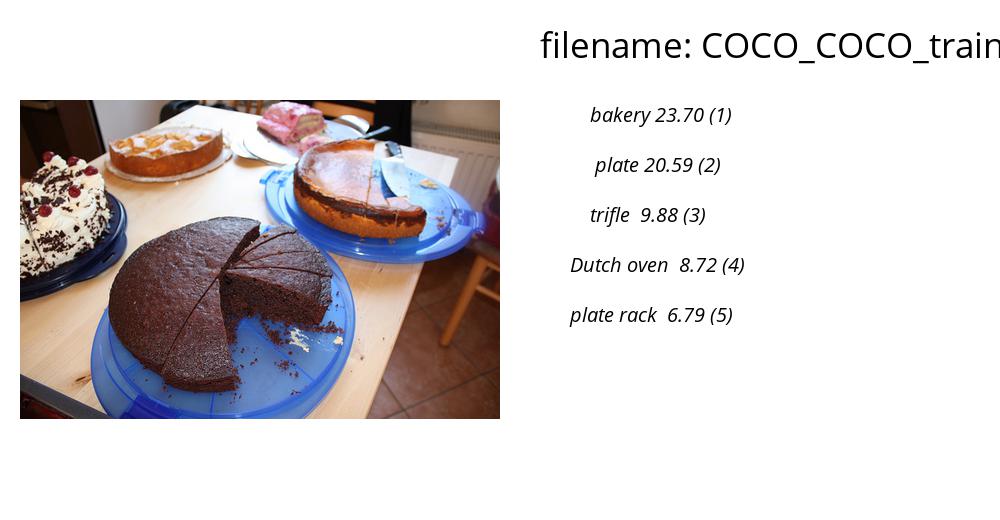 filename: COCO_COCO_train
bakery 23.70 (1)
plate 20.59 (2)
trifle 9.88 (3)
Dutch oven 8.72 (4)
plate rack 6.79 (5)